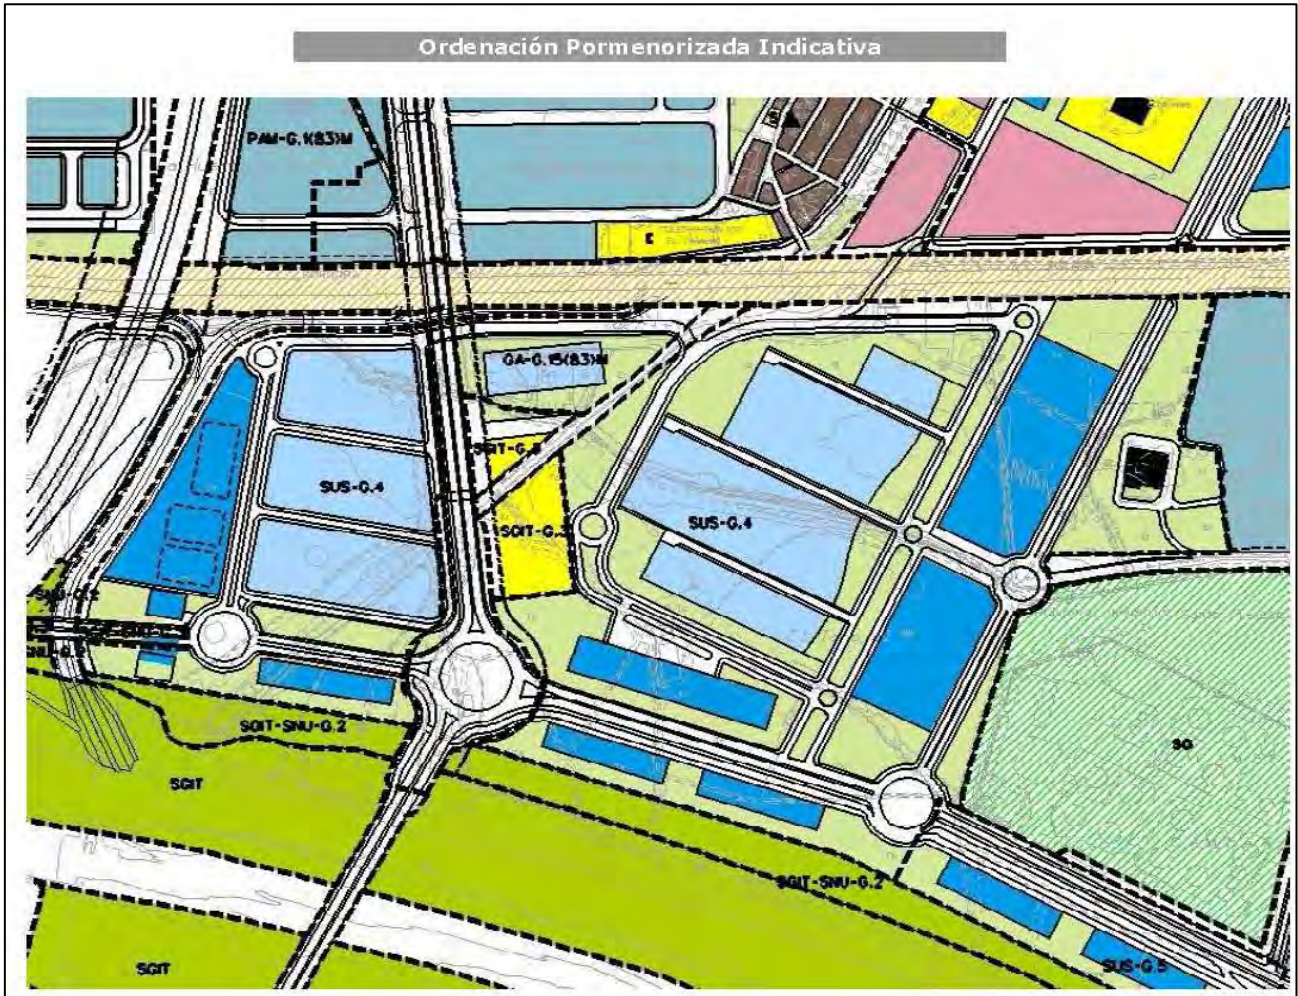 Ordenación Pormenorizada Indicativa
PAM-G.1(83)M
S
E
GA-G.15(83)M
SUS-G.4
SGIT-G.3
SUS-G.4
SGIT-SNU-G.2
SG
SGIT
SGIT-SNU-G.2
SUS-G.5
SGIT